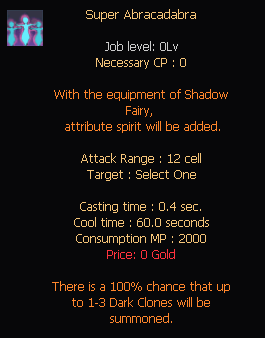 Super Abracadabra
Job level: 0Lv
Necessary CP : 0
With the equipment of Shadow
Fairy,
attribute spirit will be added.
Attack Range : 12 cell
Target : Select One
Casting time : 0.4 sec.
Cool time : 60.0 seconds
Consumption MP : 2000
Price: 0 Gold
There is a 100% chance that up
to 1-3 Dark Clones will be
summoned.